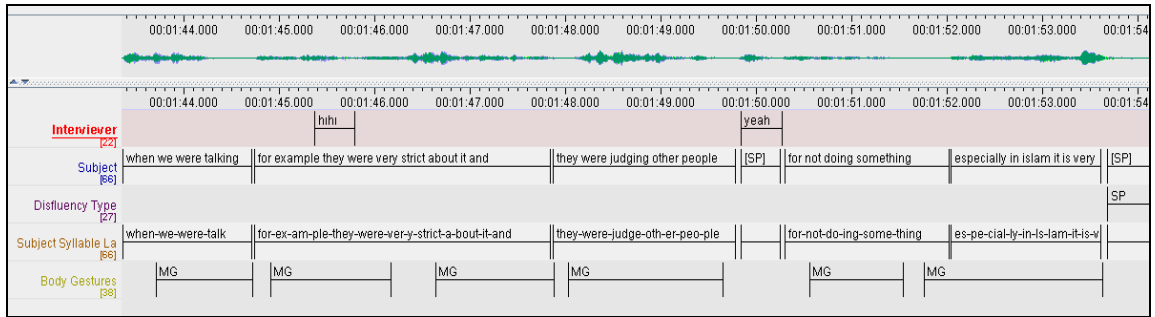 00:01:44.000 00:01:45.000 00:01:46.000 00:01:47.000 00:01:48.000 00:01:49.000 00:01:50.000 00:01:51.000 00:01:52.000 00:01:53.000 00:01:54
00:01:44.000 00:01:45.000 00:01:46.000 00:01:47.000 00:01:48.000 00:01:49.000 00:01:50.000 00:01:51.000 00:01:52.000 00:01:53.000 00:01:54
Interviever hıhı yeah
[22]
when we were talking for example they were very strict about it and they were judging other people [SP] for not doing something especially in islam it is very [SP]
Subject
[66]
Disfluency Type SP
[27]
when-we-were-talk for-ex-am-ple-they-were-ver-y-strict-a-bout-it-and they-were-judge-oth-er-peo-ple for-not-do-ing-some-thing es-pe-cial-ly-in-Is-lam-it-is-v
Subject Syllable La
[66]
MG MG MG MG MG MG
Body Gestures
[38]